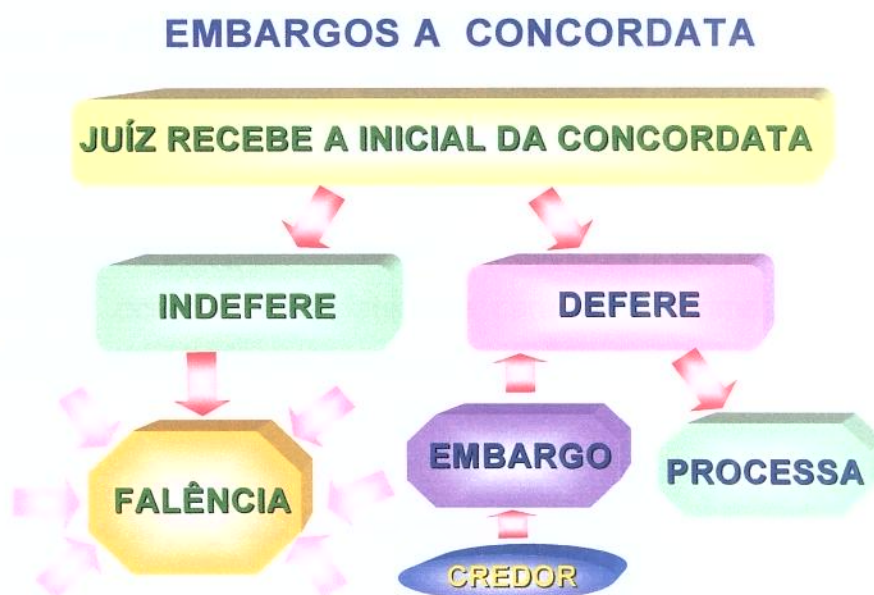 EMBARGOS A CONCORDATA
JUÍZ RECEBE A INICIAL DA CONCORDATA
INDEFERE
DEFERE
EMBARGO
PROCESSA
FALÊNCIA
CREDOR